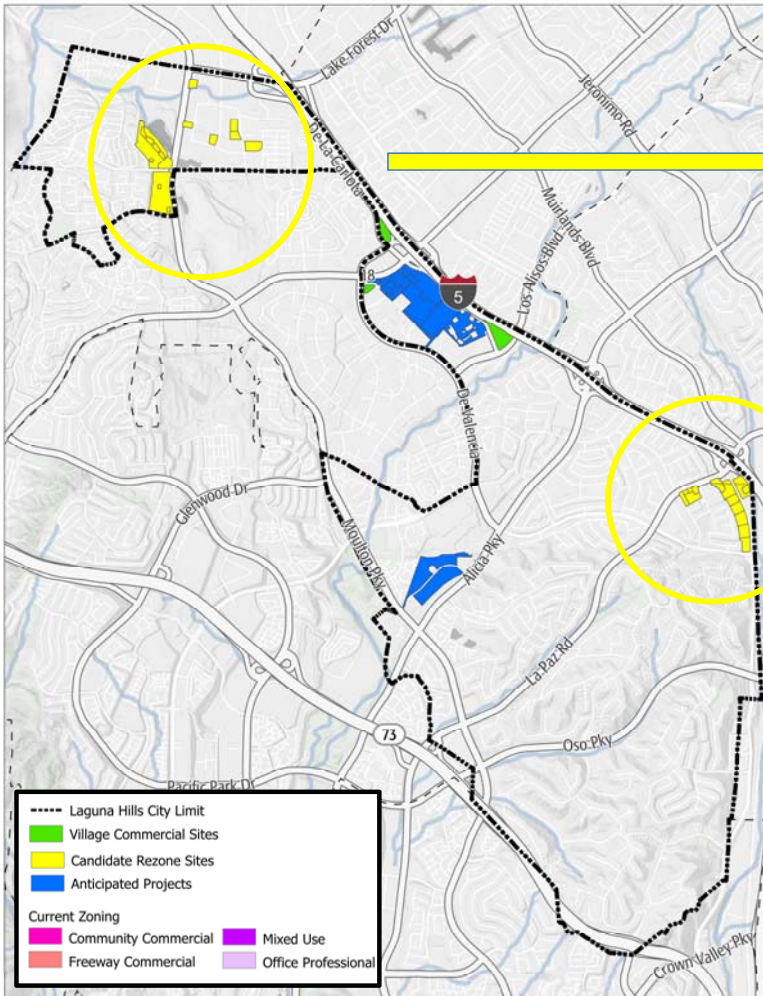 Lake Forest Dr
Jeronimo Rd
De La Carlota
Muirlands Blvd
Los Alisos Blvd
18
5
De Valencia
Glenwood Dr
Moulton Pky
Alicia Pky
La Paz Rd
73
Oso Pky
Pacific Park Dr
Crown Valley Pky
Laguna Hills City Limit
Village Commercial Sites
Candidate Rezone Sites
Anticipated Projects
Current Zoning
Community Commercial Mixed Use
Freeway Commercial Office Professional